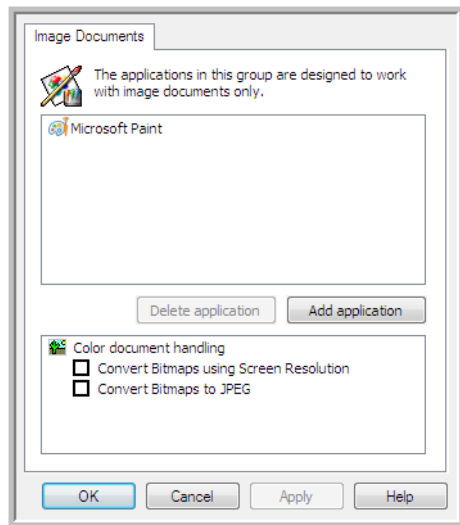 Image Documents
The applications in this group are designed to work
with image documents only.
Microsoft Paint
Delete application
Add application
Color document handling
Convert Bitmaps using Screen Resolution
Convert Bitmaps to JPEG
OK
Cancel
Apply
Help